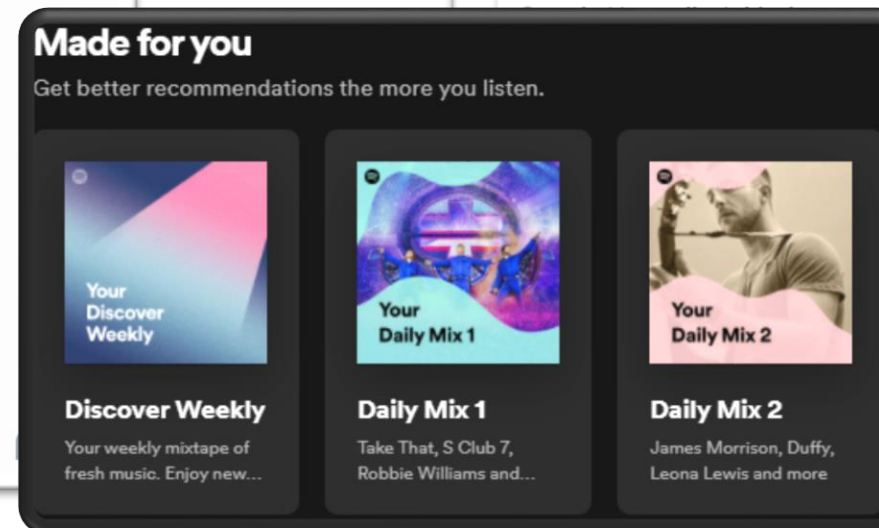 Made for you
Get better recommendations the more you listen.
Your
Discover
Weekly
Your
Daily Mix 1
Your
Daily Mix 2
Discover Weekly
Your weekly mixtape of
fresh music. Enjoy new...
Daily Mix 1
Take That, S Club 7,
Robbie Williams and...
Daily Mix 2
James Morrison, Duffy,
Leona Lewis and more